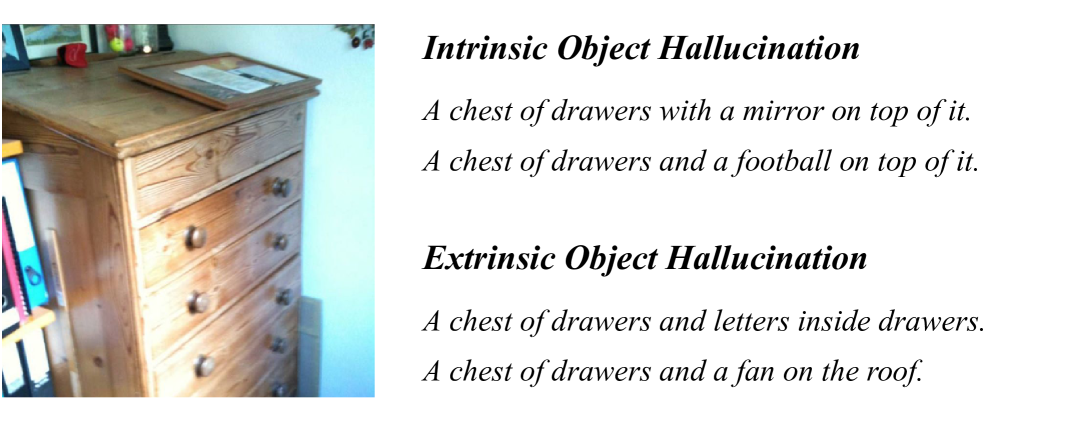 Intrinsic Object Hallucination
A chest of drawers with a mirror on top of it.
A chest of drawers and a football on top of it.
Extrinsic Object Hallucination
A chest of drawers and letters inside drawers.
A chest of drawers and a fan on the roof.